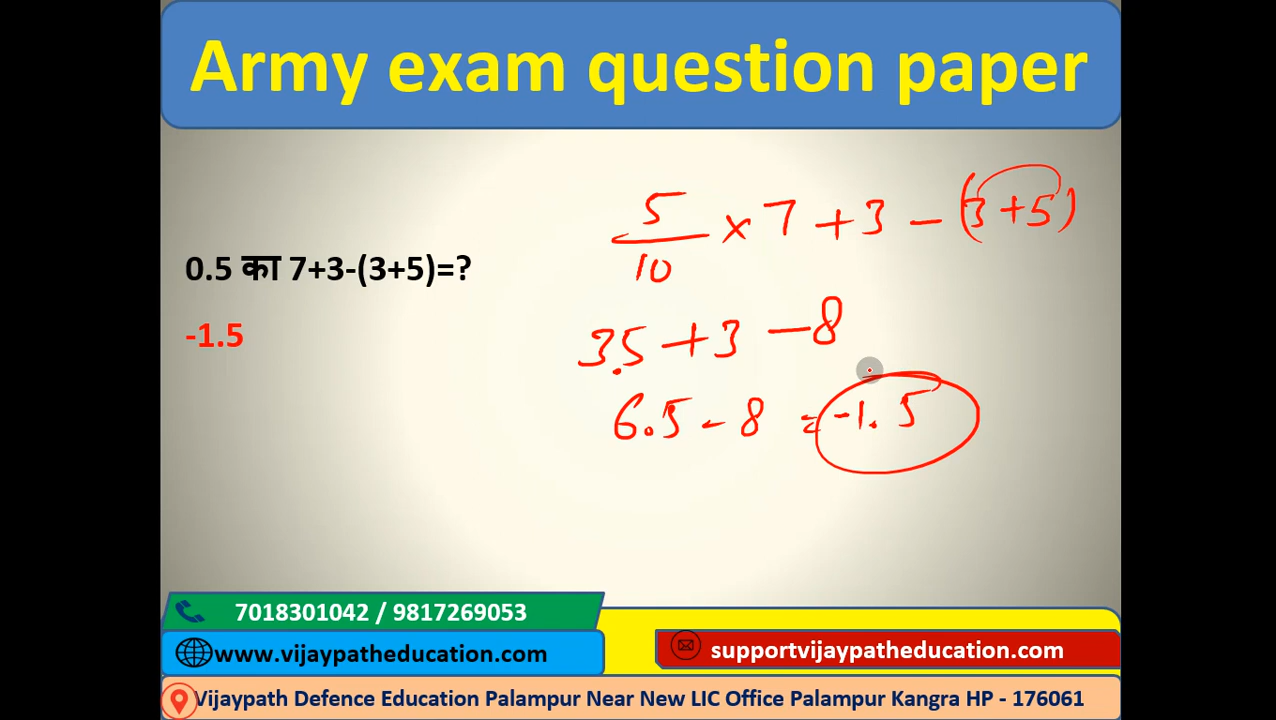 Army exam question paper
0.5 का 7+3-(3+5)=?
-1.5
5/10 × 7 + 3 - (3+5)
3.5 + 3 - 8
6.5 - 8 = -1.5
7018301042 / 9817269053
www.vijaypatheducation.com
supportvijaypatheducation.com
Vijaypath Defence Education Palampur Near New LIC Office Palampur Kangra HP - 176061